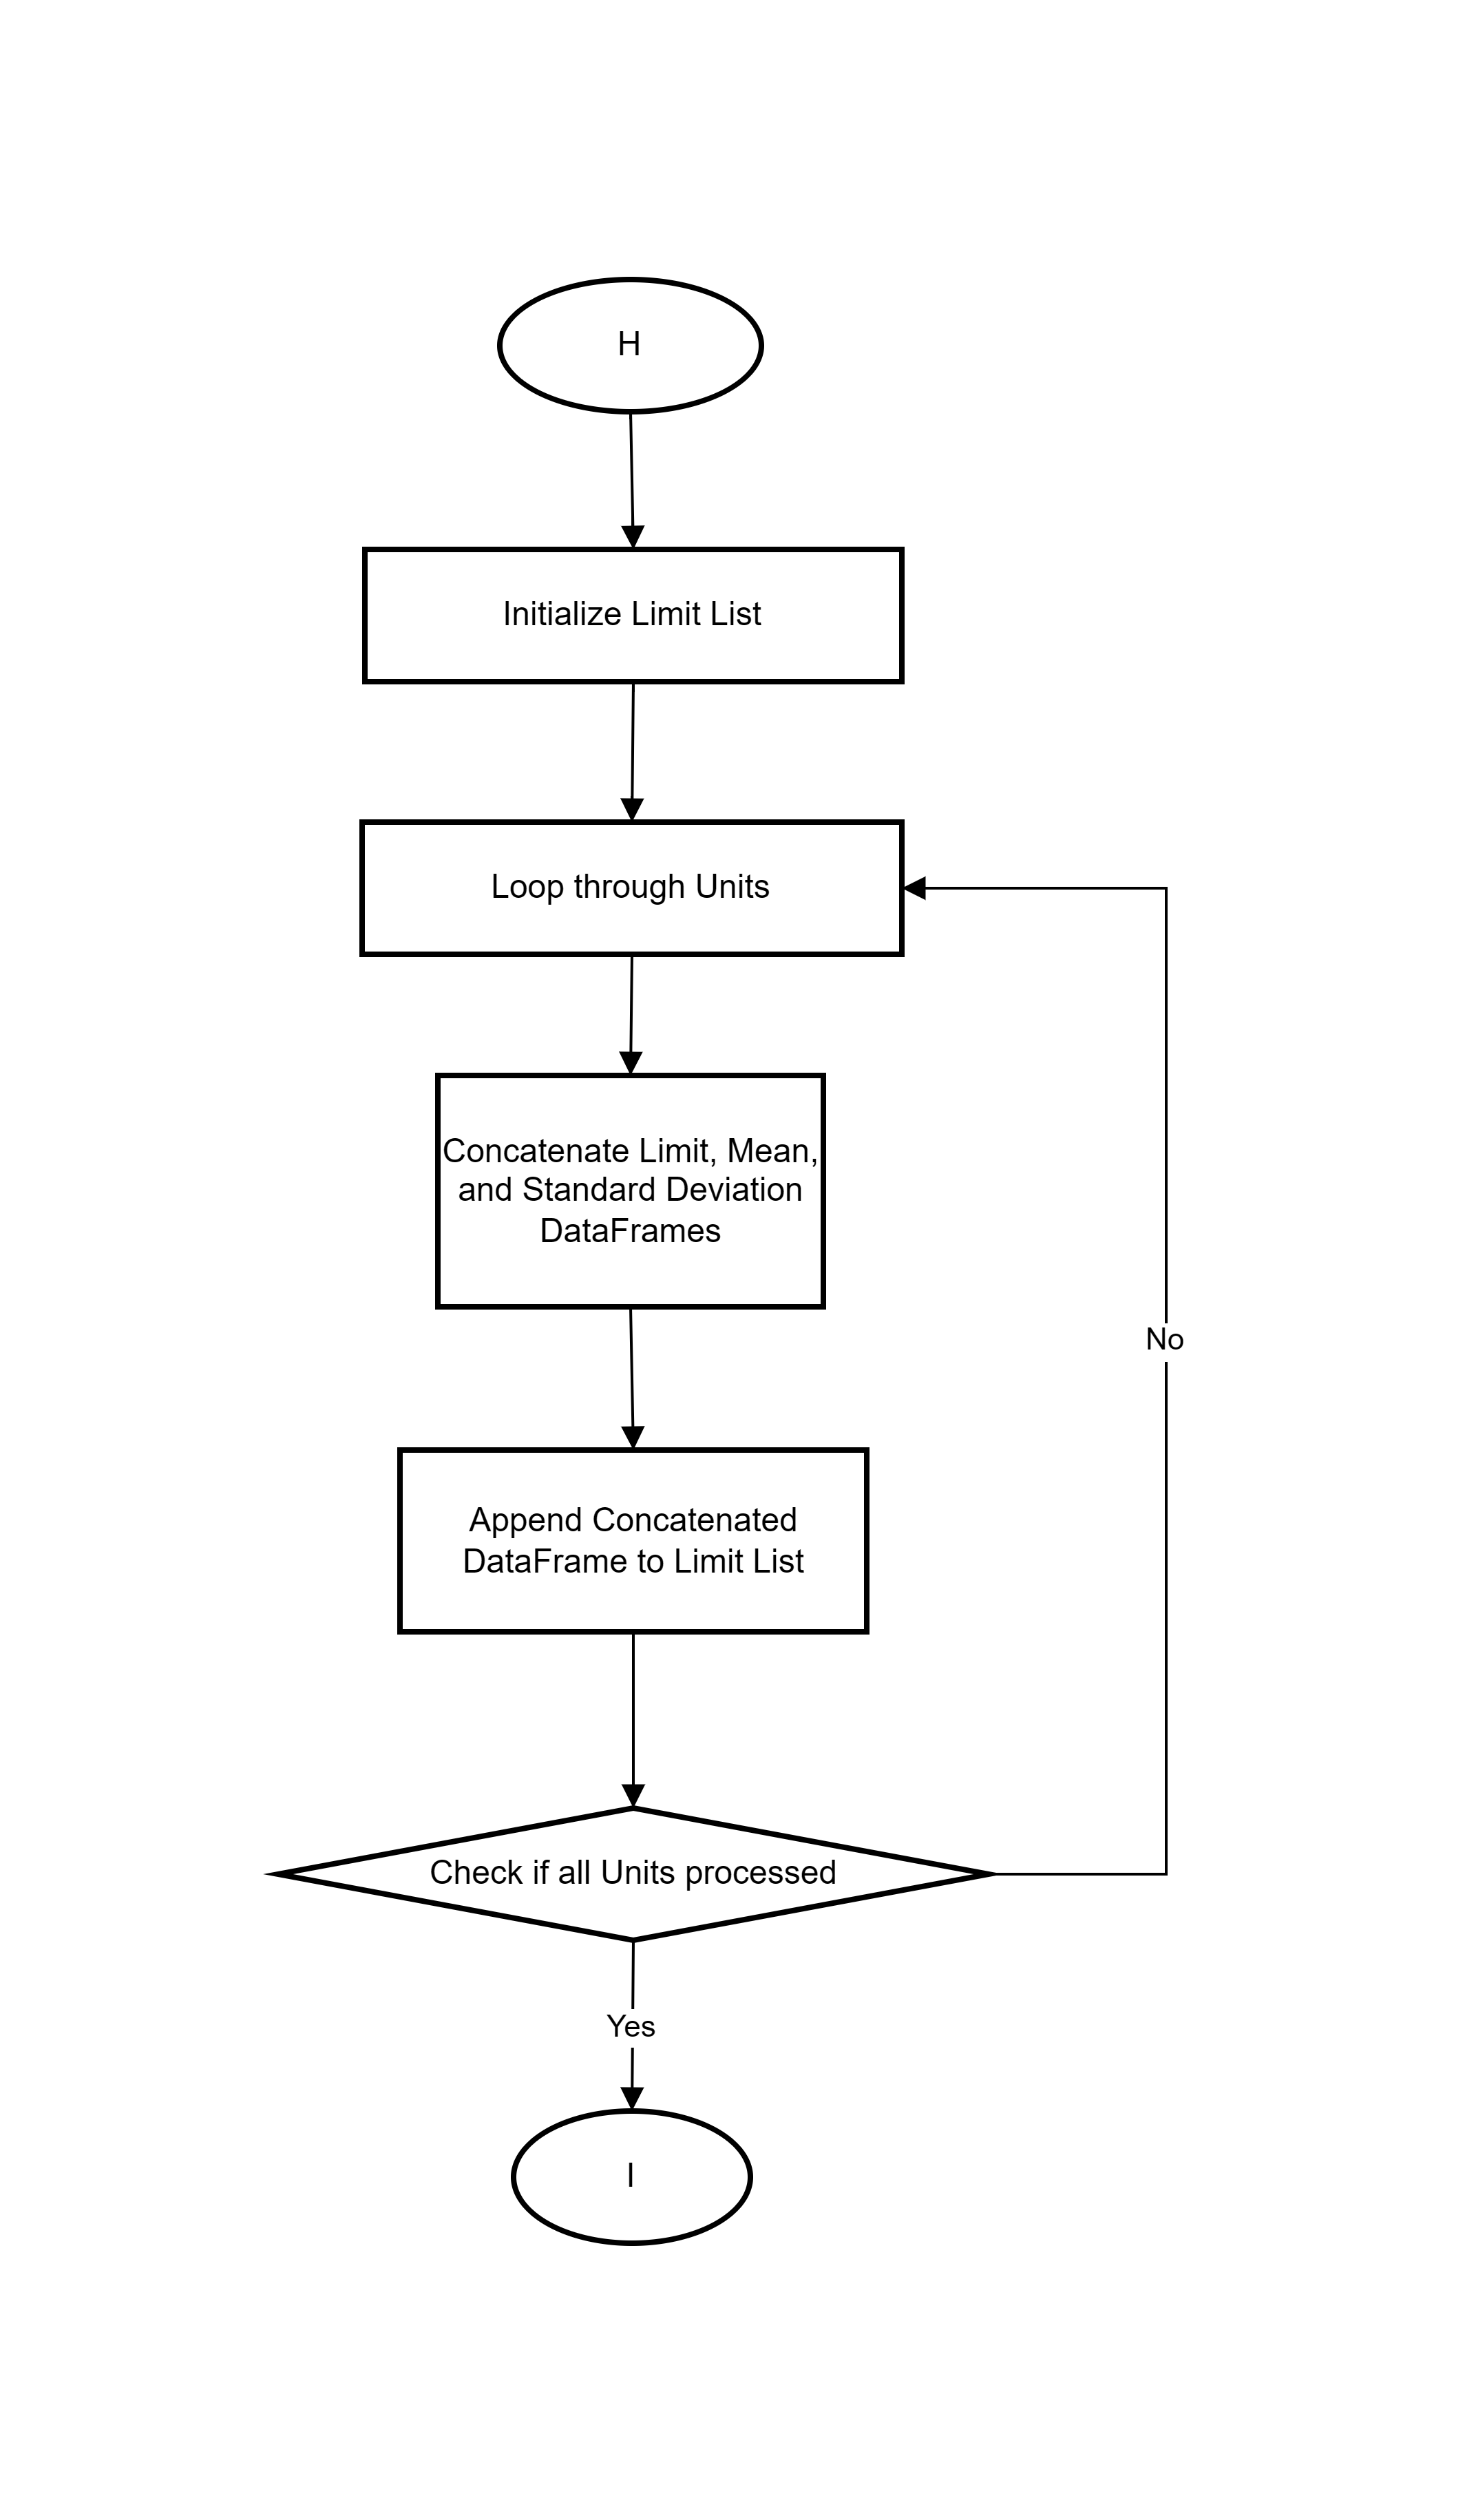 H
Initialize Limit List
Loop through Units
Concatenate Limit, Mean,
and Standard Deviation
DataFrames
No
Append Concatenated
DataFrame to Limit List
Check if all Units processed
Yes
I